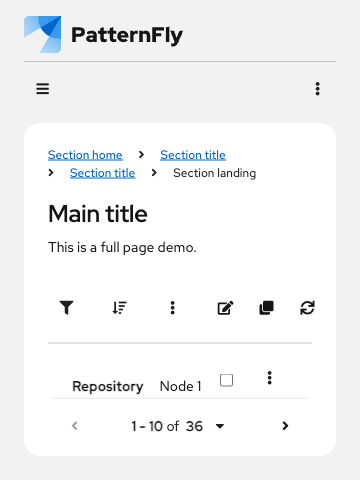 PatternFly
Section home Section title
Section title Section landing
Main title
This is a full page demo.
Repository Node 1
1 - 10 of 36